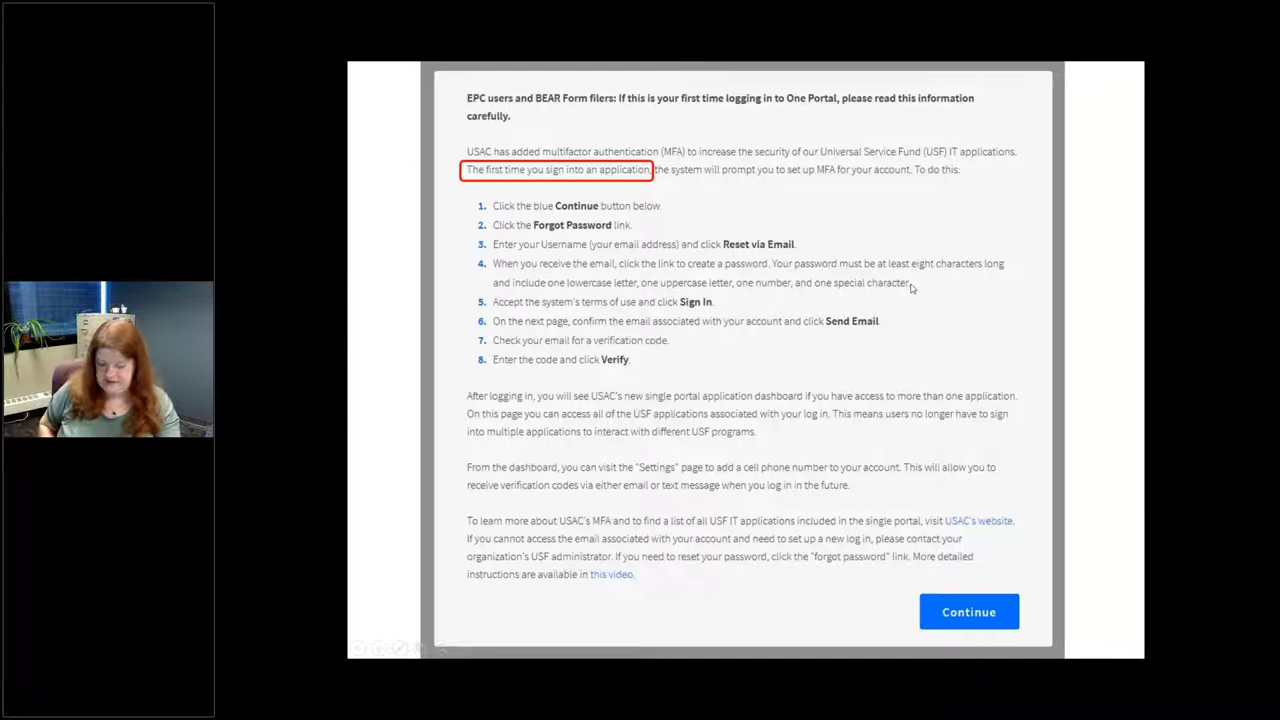 EPC users and BEAR Form filers: If this is your first time logging in to One Portal, please read this information
carefully.
USAC has added multifactor authentication (MFA) to increase the security of our Universal Service Fund (USF) IT applications.
The first time you sign into an application, the system will prompt you to set up MFA for your account. To do this:
1. Click the blue Continue button below.
2. Click the Forgot Password link.
3. Enter your Username (your email address) and click Reset via Email.
4. When you receive the email, click the link to create a password. Your password must be at least eight characters long
and include one lowercase letter, one uppercase letter, one number, and one special character.
5. Accept the system's terms of use and click Sign In.
6. On the next page, confirm the email associated with your account and click Send Email.
7. Check your email for a verification code.
8. Enter the code and click Verify.
After logging in, you will see USAC's new single portal application dashboard if you have access to more than one application.
On this page you can access all of the USF applications associated with your log in. This means users no longer have to sign
into multiple applications to interact with different USF programs.
From the dashboard, you can visit the "Settings" page to add a cell phone number to your account. This will allow you to
receive verification codes via either email or text message when you log in in the future.
To learn more about USAC's MFA and to find a list of all USF IT applications included in the single portal, visit USAC's website.
If you cannot access the email associated with your account and need to set up a new log in, please contact your
organization's USF administrator. If you need to reset your password, click the "forgot password" link. More detailed
instructions are available in this video.
Continue